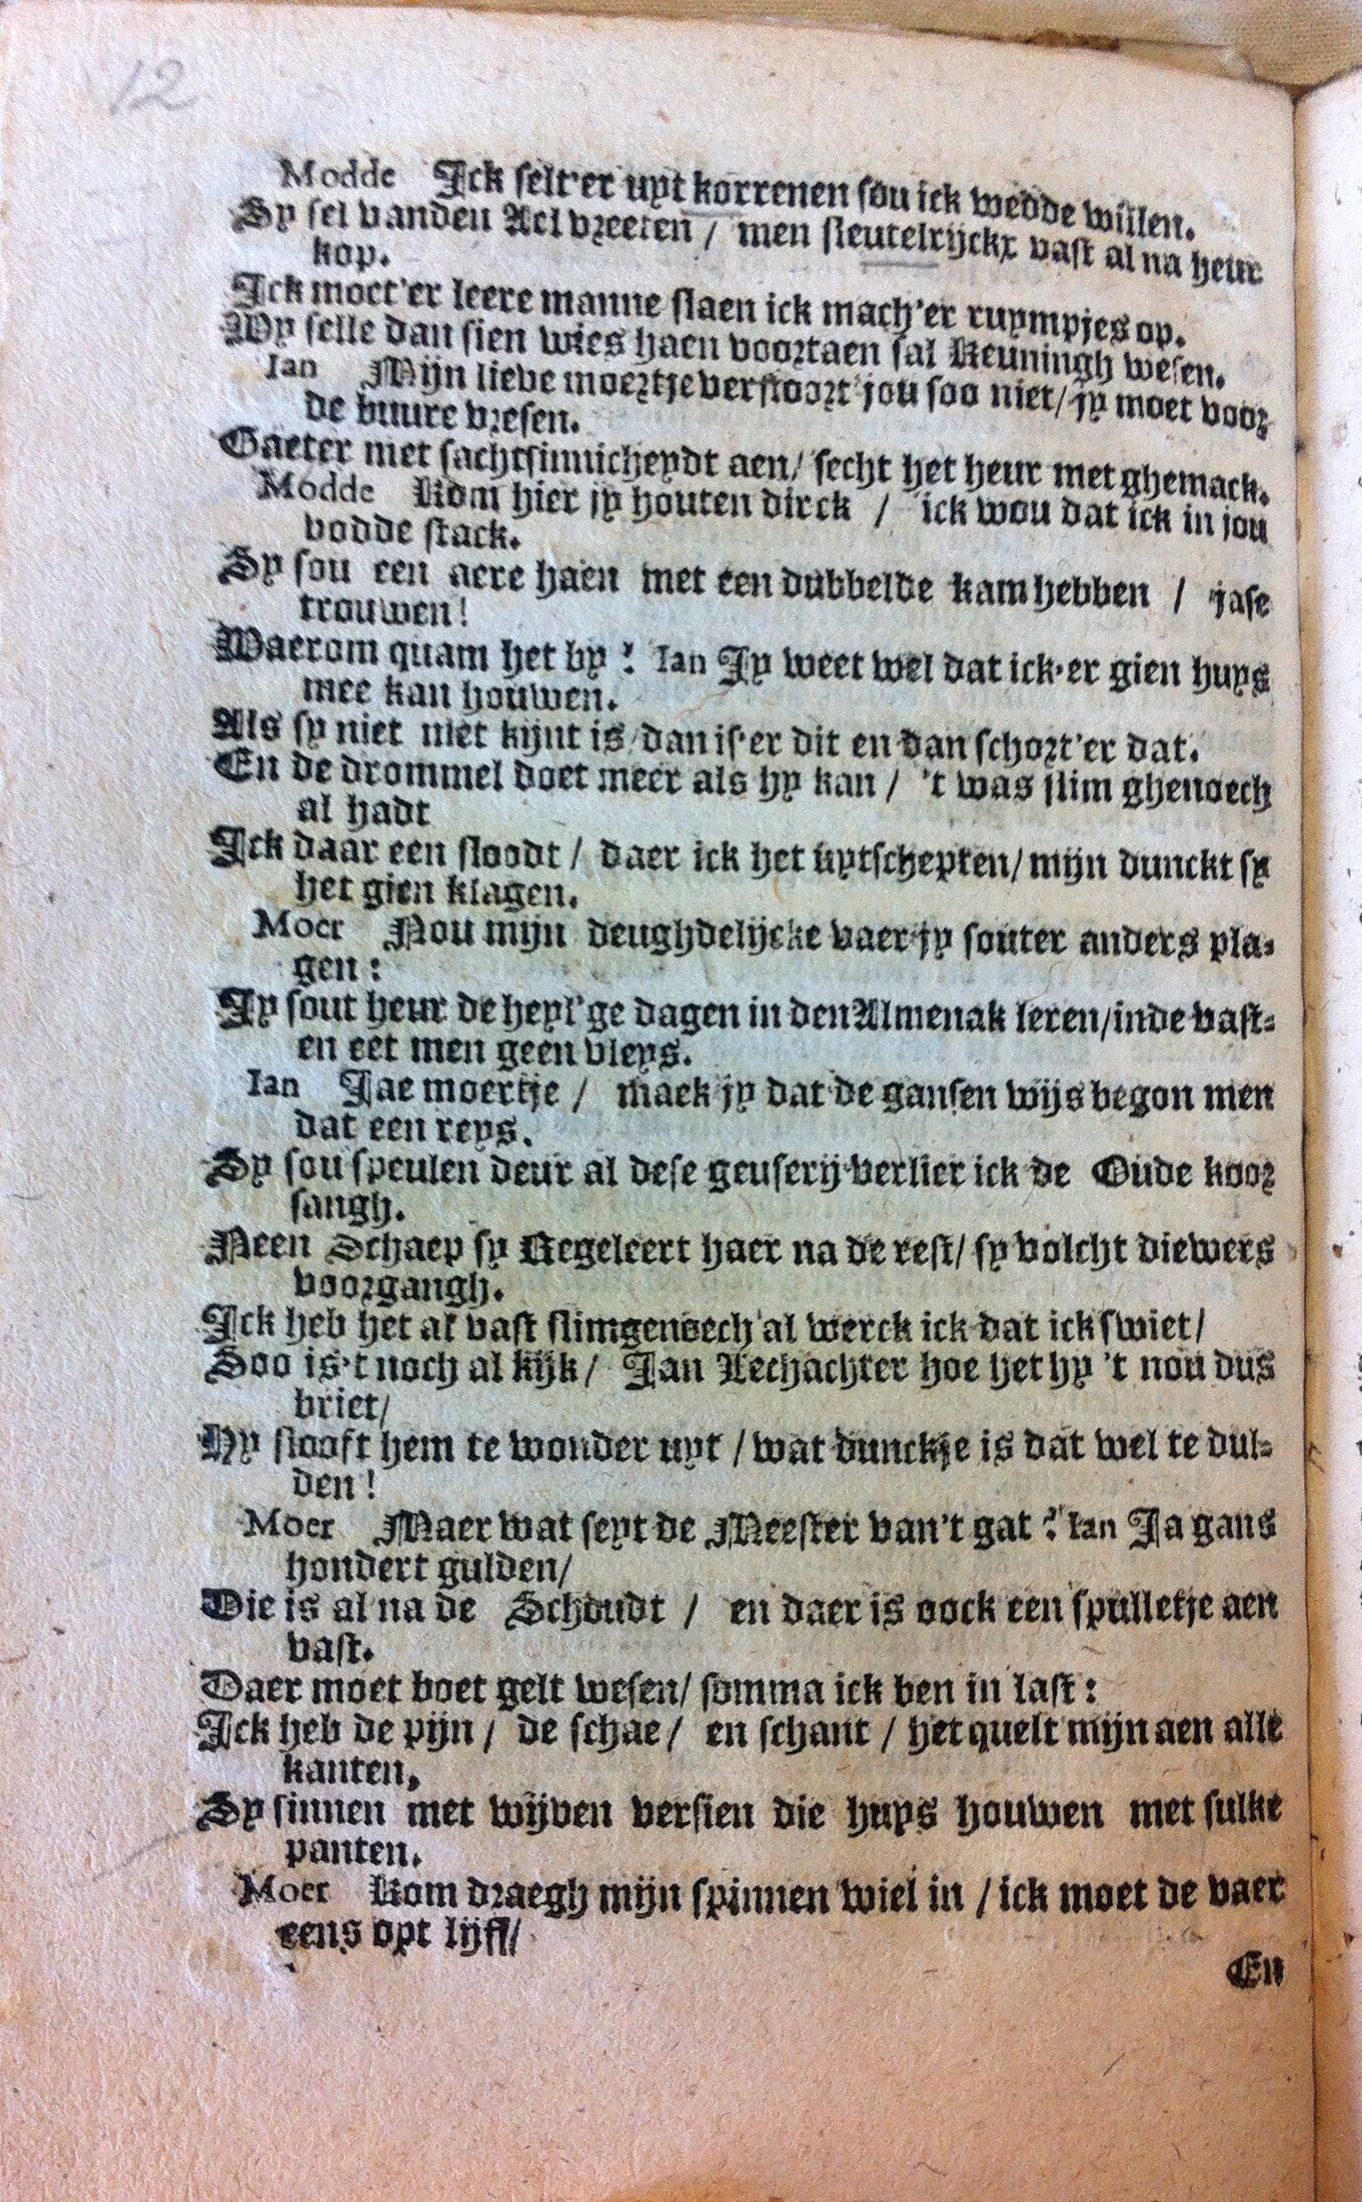 12
Modde Ick selt'er uyt korrenen sou ick wedde willen.
Sy sel vanden Ael vreeten / men sleutelrijckx vast al na heur
kop.
Ick moet'er leere manne slaen ick mach'er ruympjes op.
Wy selle dan sien wies haen voortaen sal Keuningh wesen.
Ian Mijn lieve moertje verstoort jou soo niet / jy moet voor
de buure vresen.
Gaeter met sachtsinnicheydt aen / secht het heur met ghemack.
Modde Kom hier jy houten dirck / ick wou dat ick in jou
vodde stack.
Sy sou een aere haen met een dubbelde kam hebben / jase
trouwen!
Waerom quam het by? Ian Jy weet wel dat ick'er gien huys
mee kan houwen.
Als sy niet niet kijnt is / dan is'er dit en dan schort'er dat.
En de drommel doet meer als hy kan / 't was slim ghenoech
al hadt
Ick daar een sloodt / daer ick het uytschepten / mijn dunckt sy
het gien klagen.
Moer Nou mijn deughdelijcke vaer jy souter anders pla-
gen:
Jy sout heur de heyl'ge dagen in den Almenak leren / inde vast-
en eet men geen vleys.
Ian Jae moertje / maek jy dat de gansen wijs begon men
dat een reys.
Sy sou speulen deur al dese geuserij verlier ick de Oude koor
sangh.
Neen Schaep sy Regeleert haer na de rest / sy volcht diewers
voorgangh.
Ick heb het al vast slimgenoech al werck ick dat ick swiet /
Soo is't noch al kijk / Jan Lechachter hoe het hy 't nou dus
briet /
Hy slooft hem te wonder uyt / wat dunckje is dat wel te dul-
den!
Moer Maer wat seyt de Meester van't gat? Ian Ja gans
hondert gulden /
Die is al na de Schoudt / en daer is oock een spulletje aen
vast.
Daer moet boet gelt wesen / somma ick ben in last:
Ick heb de pijn / de schae / en schant / het quelt mijn aen alle
kanten.
Sy sinnen met wijven versien die huys houwen met sulke
panten.
Moer Kom draegh mijn spinnen wiel in / ick moet de vaer
eens opt lijff /
En